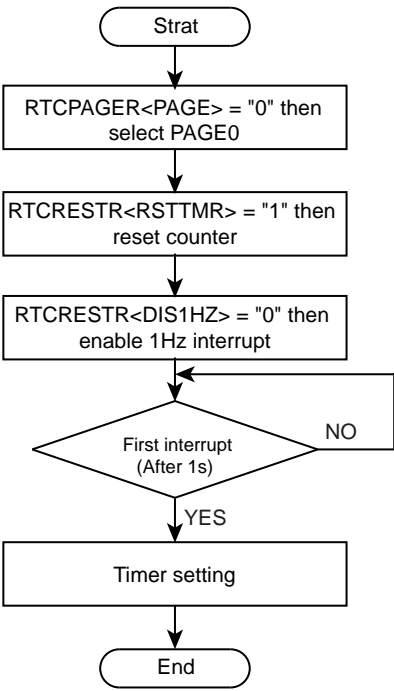 Strat
RTCPAGER<PAGE> = "0" then
select PAGE0
RTCRESTR<RSTTMR> = "1" then
reset counter
RTCRESTR<DIS1HZ> = "0" then
enable 1Hz interrupt
First interrupt
(After 1s)
NO
YES
Timer setting
End